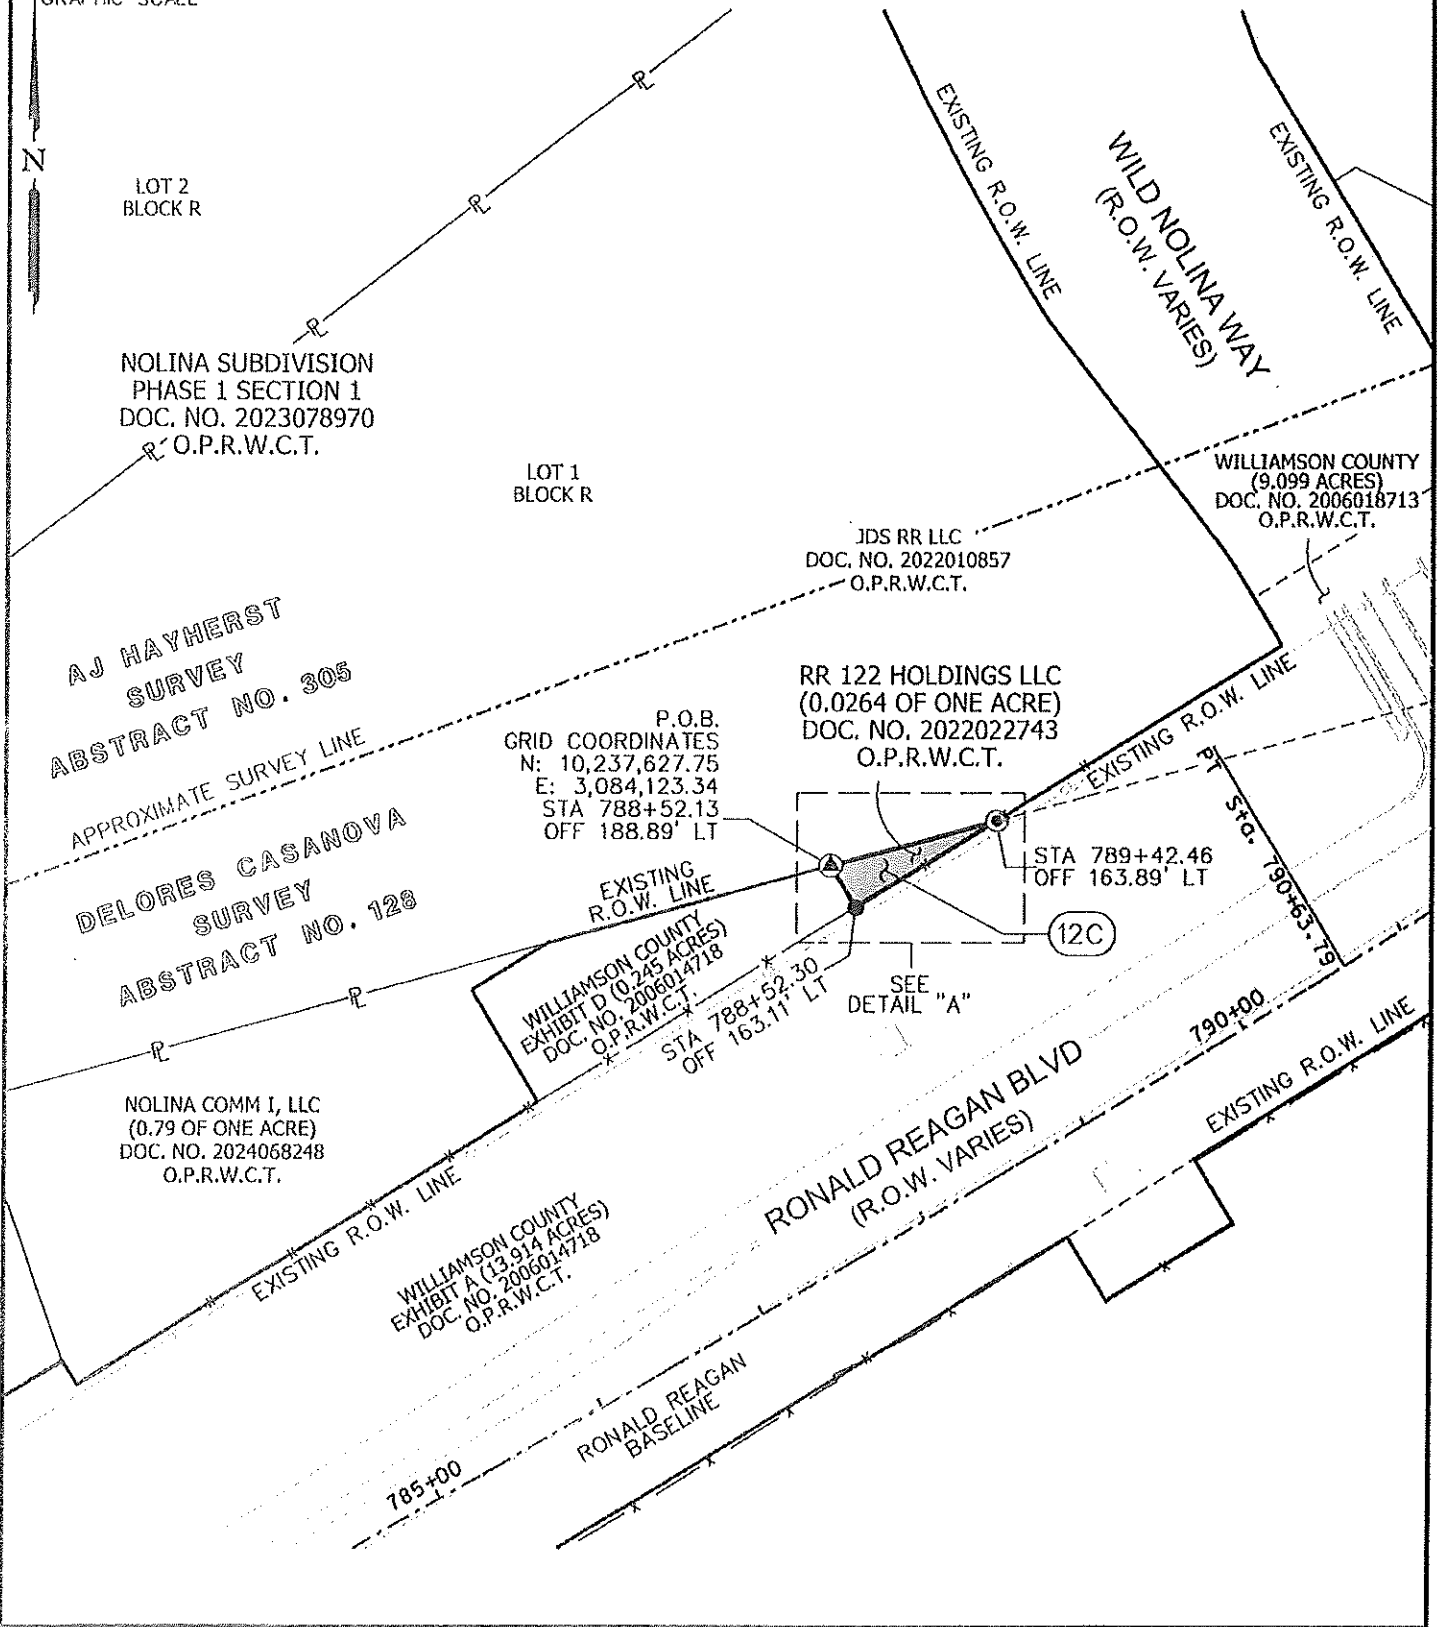 GRAPHIC SCALE
N
LOT 2
BLOCK R
NOLINA SUBDIVISION
PHASE 1 SECTION 1
DOC. NO. 2023078970
O.P.R.W.C.T.
LOT 1
BLOCK R
EXISTING R.O.W. LINE
WILD NOLINA WAY
(R.O.W. VARIES)
EXISTING R.O.W. LINE
WILLIAMSON COUNTY
(9.099 ACRES)
DOC. NO. 2006018713
O.P.R.W.C.T.
JDS RR LLC
DOC. NO. 2022010857
O.P.R.W.C.T.
AJ HAYHERST
SURVEY
ABSTRACT NO. 305
APPROXIMATE SURVEY LINE
DELORES CASANOVA
SURVEY
ABSTRACT NO. 128
P.O.B.
GRID COORDINATES
N: 10,237,627.75
E: 3,084,123.34
STA 788+52.13
OFF 188.89' LT
RR 122 HOLDINGS LLC
(0.0264 OF ONE ACRE)
DOC. NO. 2022022743
O.P.R.W.C.T.
EXISTING R.O.W. LINE
PT Sta. 790+63.79
STA 789+42.46
OFF 163.89' LT
12C
EXISTING
R.O.W. LINE
WILLIAMSON COUNTY
EXHIBIT D (0.245 ACRES)
DOC. NO. 2006014718
O.P.R.W.C.T.
STA 788+52.30
OFF 163.11' LT
SEE
DETAIL "A"
790+00
EXISTING R.O.W. LINE
RONALD REAGAN BLVD
(R.O.W. VARIES)
PL
PL
PL
PL
PL
PL
NOLINA COMM I, LLC
(0.79 OF ONE ACRE)
DOC. NO. 2024068248
O.P.R.W.C.T.
EXISTING R.O.W. LINE
WILLIAMSON COUNTY
EXHIBIT A (13.914 ACRES)
DOC. NO. 2006014718
O.P.R.W.C.T.
RONALD REAGAN
BASELINE
785+00